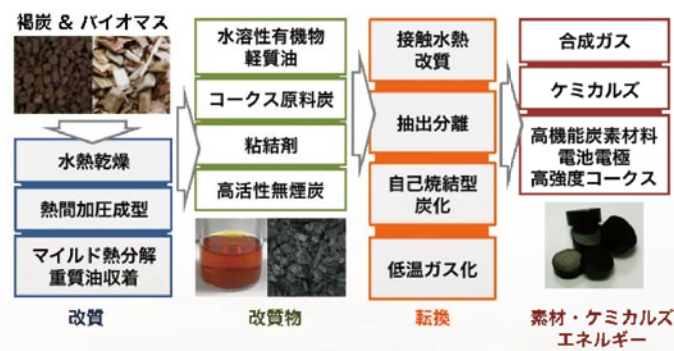 褐炭 & バイオマス
水熱乾燥
熱間加圧成型
マイルド熱分解
重質油収着
改質
水溶性有機物
軽質油
コークス原料炭
粘結剤
高活性無煙炭
改質物
接触水熱
改質
抽出分離
自己焼結型
炭化
低温ガス化
転換
合成ガス
ケミカルズ
高機能炭素材料
電池電極
高強度コークス
素材・ケミカルズ
エネルギー